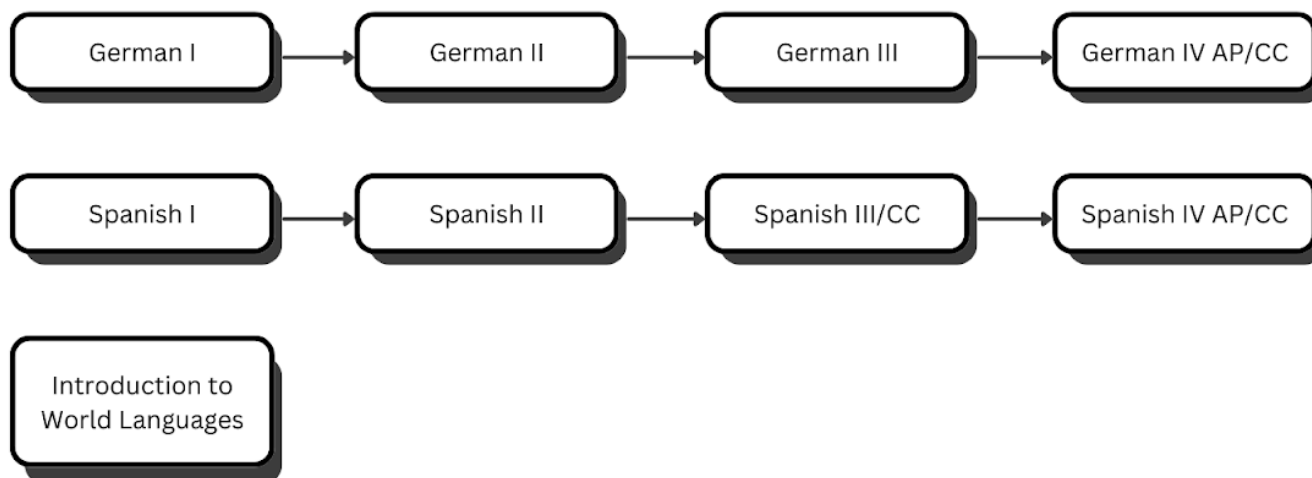 German I
German II
German III
German IV AP/CC
Spanish I
Spanish II
Spanish III/CC
Spanish IV AP/CC
Introduction to
World Languages